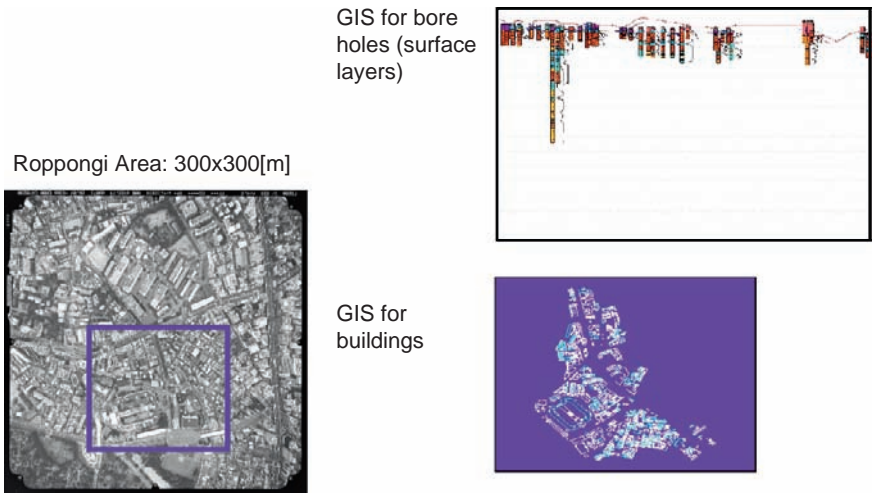 GIS for bore
holes (surface
layers)
Roppongi Area: 300x300[m]
GIS for
buildings